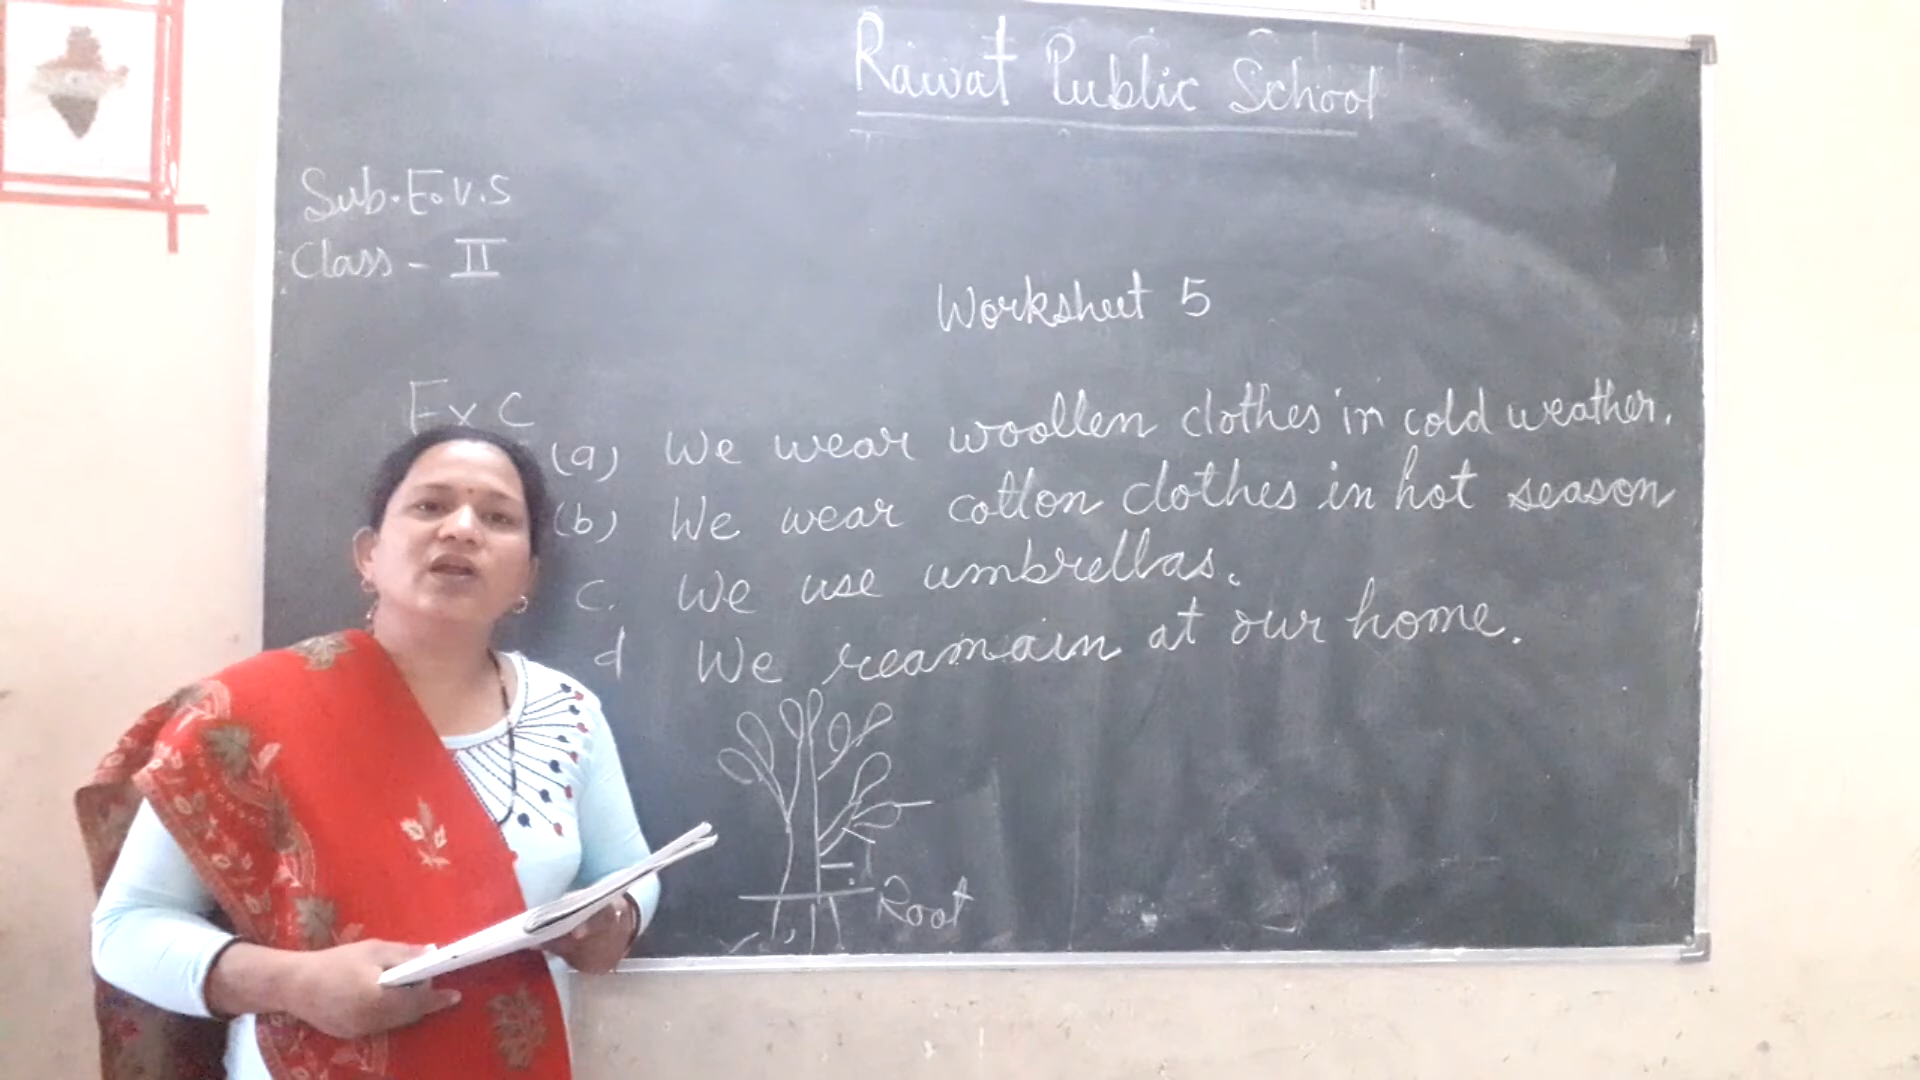 Rawat Public School
Sub. E.V.S
Class - II
Worksheet 5
Ex C
(a) We wear woollen clothes in cold weather.
(b) We wear cotton clothes in hot season
c. We use umbrellas.
d We reamain at our home.
Root